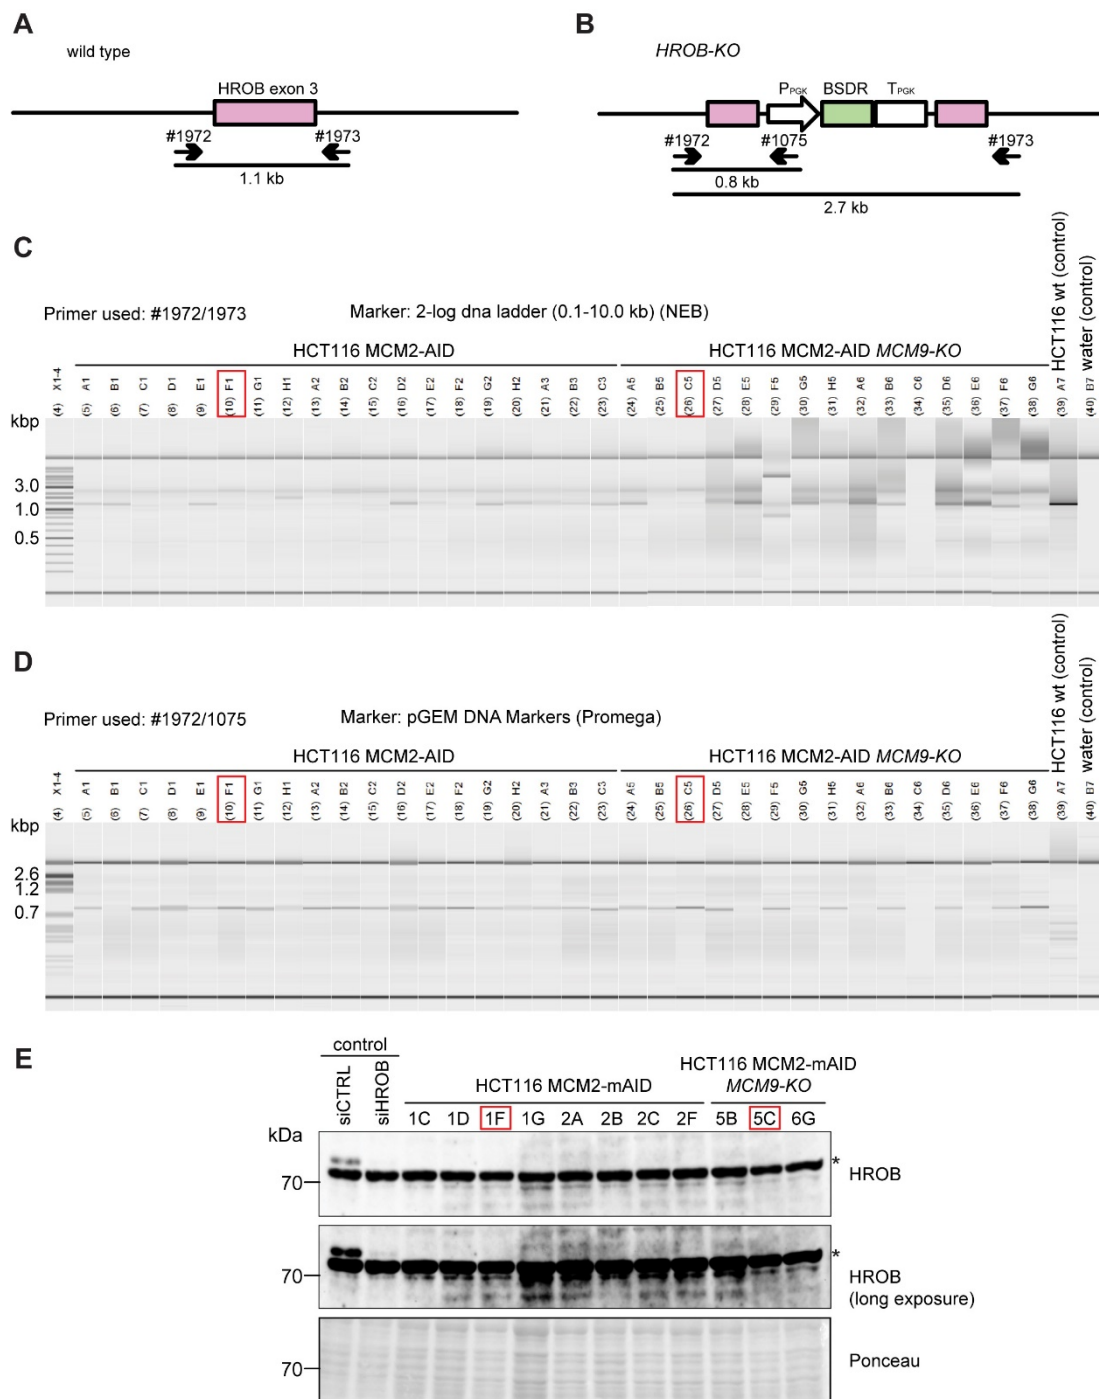 A
wild type
HROB exon 3
#1972 #1973
1.1 kb
B
HROB-KO
PPGK BSDR TPGK
#1972 #1075 #1973
0.8 kb
2.7 kb
C
Primer used: #1972/1973 Marker: 2-log dna ladder (0.1-10.0 kb) (NEB)
HCT116 MCM2-AID HCT116 MCM2-AID MCM9-KO HCT116 wt (control) water (control)
X1-4 A1 B1 C1 D1 E1 F1 G1 H1 A2 B2 C2 D2 E2 F2 G2 H2 A3 B3 C3 A5 B5 C5 D5 E5 F5 G5 H5 A6 B6 C6 D6 E6 F6 G6 A7 B7
(4) (5) (6) (7) (8) (9) (10) (11) (12) (13) (14) (15) (16) (17) (18) (19) (20) (21) (22) (23) (24) (25) (26) (27) (28) (29) (30) (31) (32) (33) (34) (35) (36) (37) (38) (39) (40)
kbp
3.0
1.0
0.5
D
Primer used: #1972/1075 Marker: pGEM DNA Markers (Promega)
HCT116 MCM2-AID HCT116 MCM2-AID MCM9-KO HCT116 wt (control) water (control)
X1-4 A1 B1 C1 D1 E1 F1 G1 H1 A2 B2 C2 D2 E2 F2 G2 H2 A3 B3 C3 A5 B5 C5 D5 E5 F5 G5 H5 A6 B6 C6 D6 E6 F6 G6 A7 B7
(4) (5) (6) (7) (8) (9) (10) (11) (12) (13) (14) (15) (16) (17) (18) (19) (20) (21) (22) (23) (24) (25) (26) (27) (28) (29) (30) (31) (32) (33) (34) (35) (36) (37) (38) (39) (40)
kbp
2.6
1.2
0.7
E
control
siCTRL siHROB
HCT116 MCM2-mAID
HCT116 MCM2-mAID
MCM9-KO
1C 1D 1F 1G 2A 2B 2C 2F 5B 5C 6G
kDa
*
70 HROB
*
70 HROB
(long exposure)
70 Ponceau